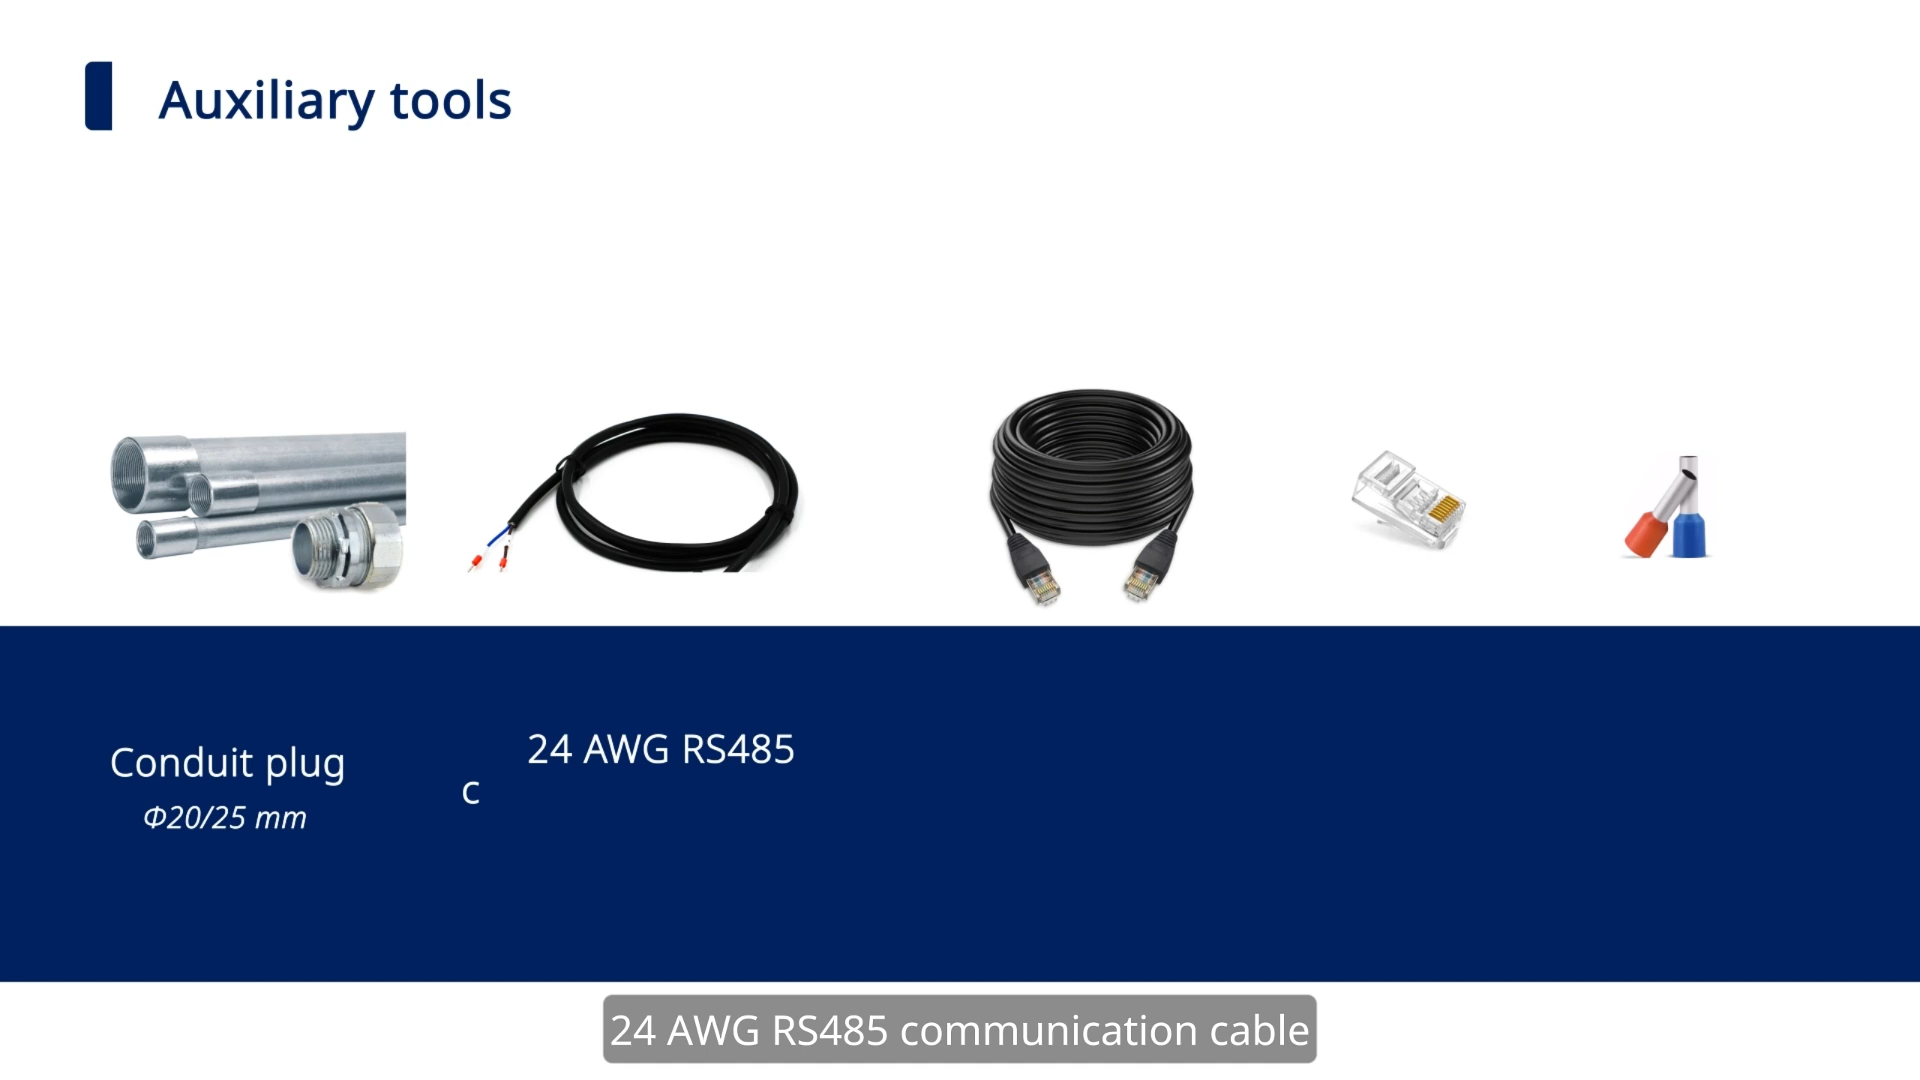 Auxiliary tools
Conduit plug
Φ20/25 mm
24 AWG RS485
c
24 AWG RS485 communication cable